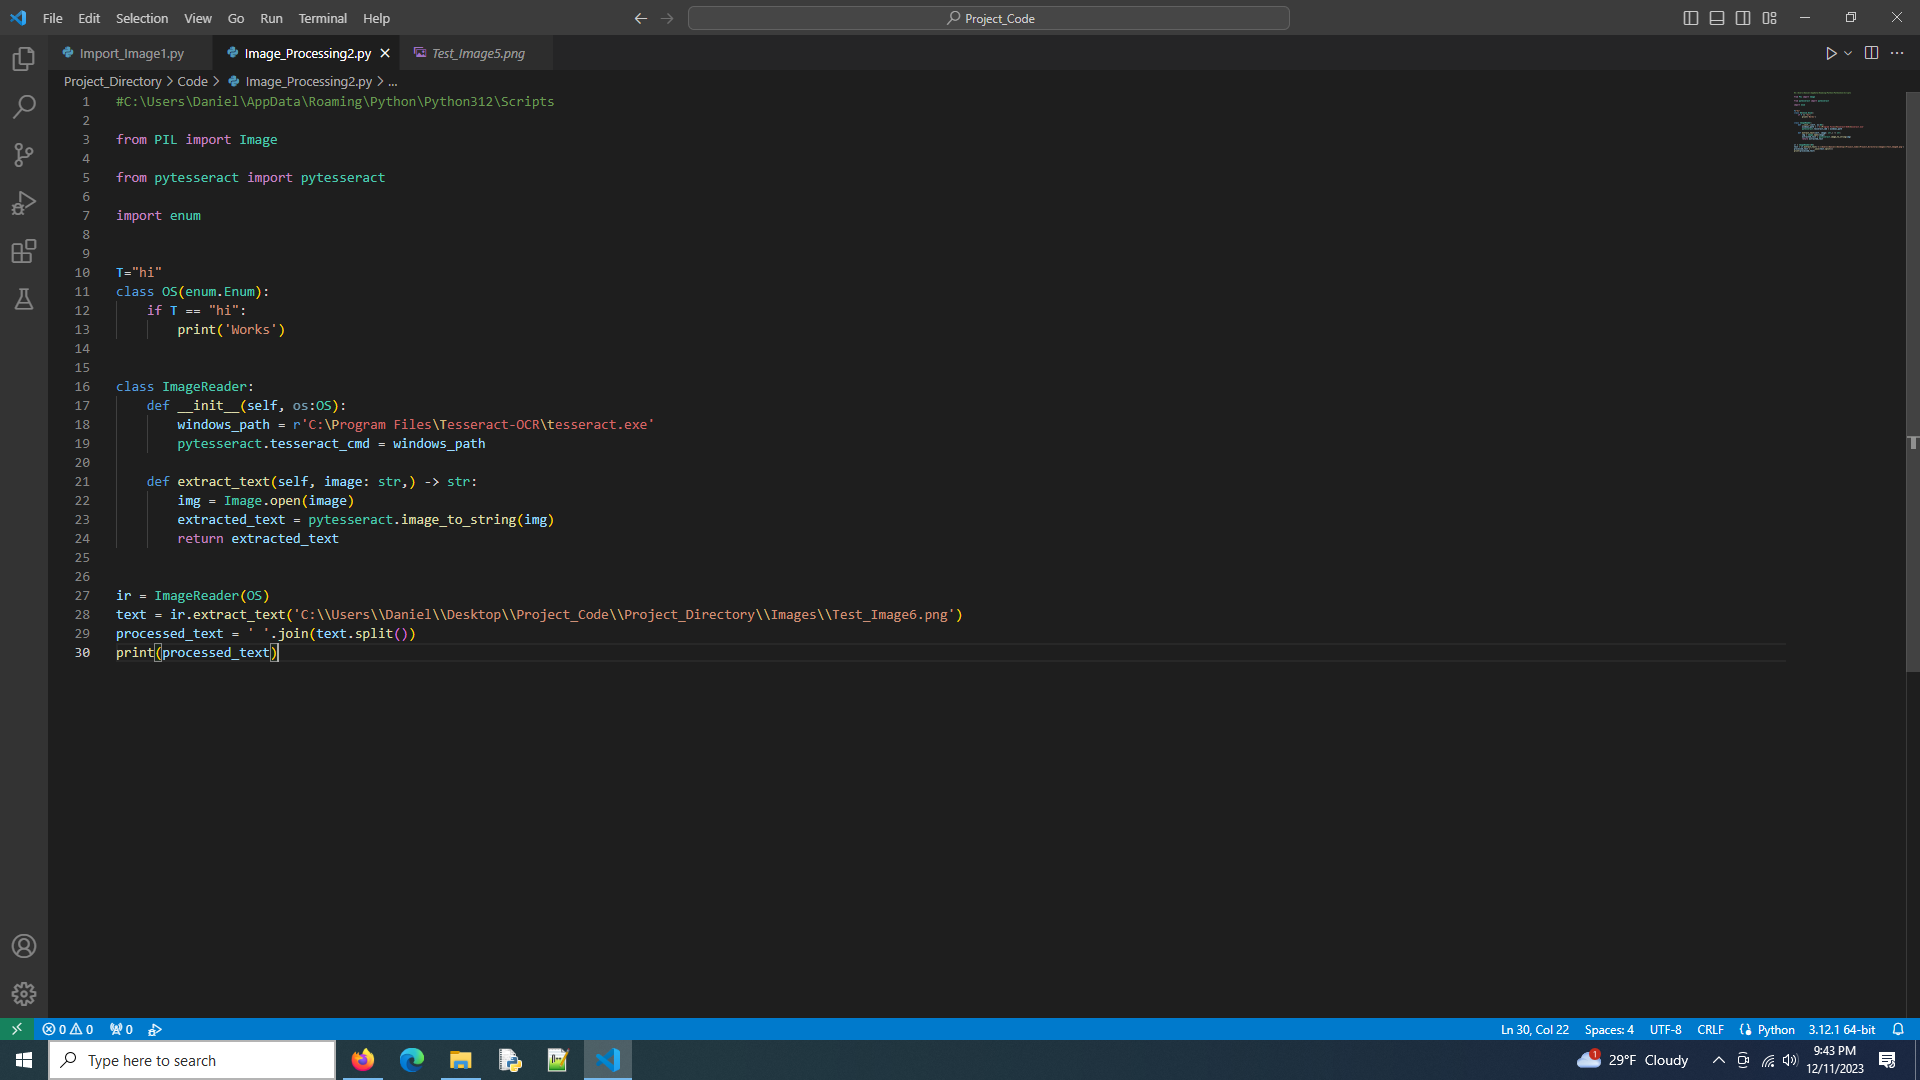 File Edit Selection View Go Run Terminal Help
Project_Code
Import_Image1.py Image_Processing2.py Test_Image5.png
Project_Directory > Code > Image_Processing2.py > ...
1 #C:\Users\Daniel\AppData\Roaming\Python\Python312\Scripts
2
3 from PIL import Image
4
5 from pytesseract import pytesseract
6
7 import enum
8
9
10 T="hi"
11 class OS(enum.Enum):
12     if T == "hi":
13         print('Works')
14
15
16 class ImageReader:
17     def __init__(self, os:OS):
18         windows_path = r'C:\Program Files\Tesseract-OCR\tesseract.exe'
19         pytesseract.tesseract_cmd = windows_path
20
21     def extract_text(self, image: str,) -> str:
22         img = Image.open(image)
23         extracted_text = pytesseract.image_to_string(img)
24         return extracted_text
25
26
27 ir = ImageReader(OS)
28 text = ir.extract_text('C:\\Users\\Daniel\\Desktop\\Project_Code\\Project_Directory\\Images\\Test_Image6.png')
29 processed_text = ' '.join(text.split())
30 print(processed_text)
0 0 0 Ln 30, Col 22 Spaces: 4 UTF-8 CRLF Python 3.12.1 64-bit
Type here to search
1 29°F Cloudy
9:43 PM
12/11/2023